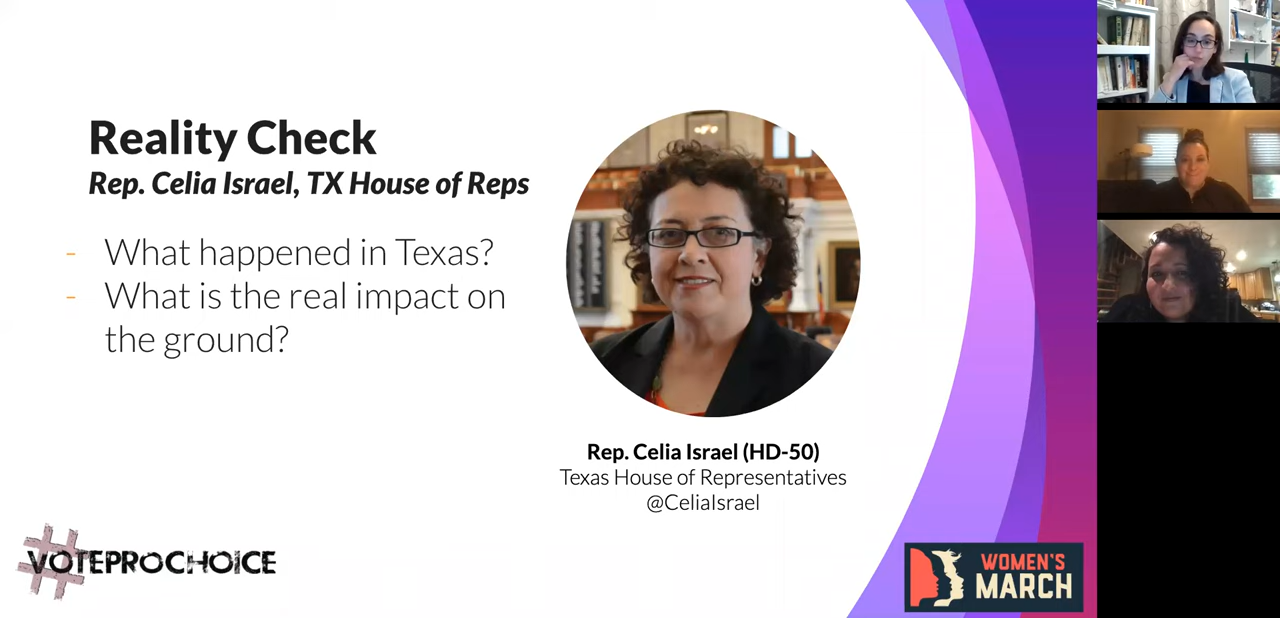 Reality Check
Rep. Celia Israel, TX House of Reps
- What happened in Texas?
- What is the real impact on
the ground?
Rep. Celia Israel (HD-50)
Texas House of Representatives
@CeliaIsrael
#VOTEPROCHOICE
WOMEN'S
MARCH